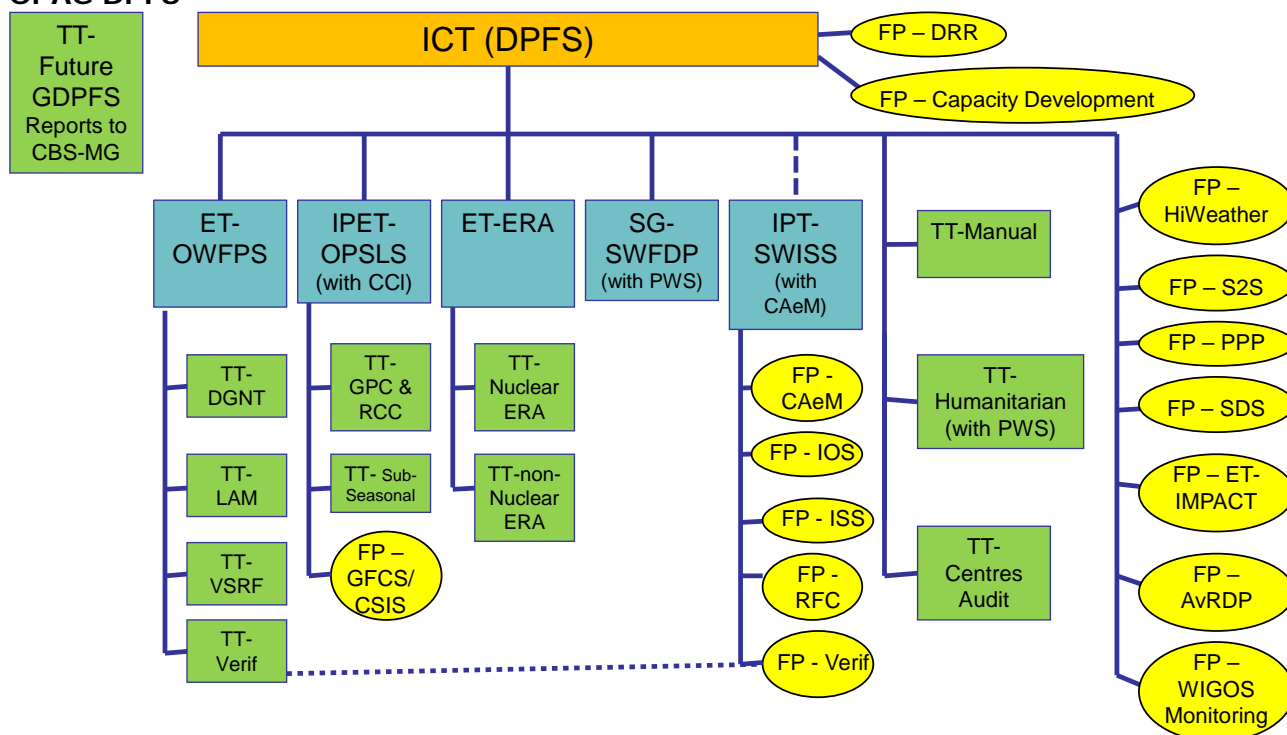 TT-
Future
GDPFS
Reports to
CBS-MG
ICT (DPFS)
FP – DRR
FP – Capacity Development
ET-
OWFPS
IPET-
OPSLS
(with CCl)
ET-ERA
SG-
SWFDP
(with PWS)
IPT-
SWISS
(with
CAeM)
TT-
DGNT
TT-
LAM
TT-
VSRF
TT-
Verif
TT-
GPC &
RCC
TT- Sub-
Seasonal
FP –
GFCS/
CSIS
TT-
Nuclear
ERA
TT-non-
Nuclear
ERA
FP -
CAeM
FP - IOS
FP - ISS
FP -
RFC
FP - Verif
TT-Manual
TT-
Humanitarian
(with PWS)
TT-
Centres
Audit
FP –
HiWeather
FP – S2S
FP – PPP
FP – SDS
FP – ET-
IMPACT
FP –
AvRDP
FP –
WIGOS
Monitoring